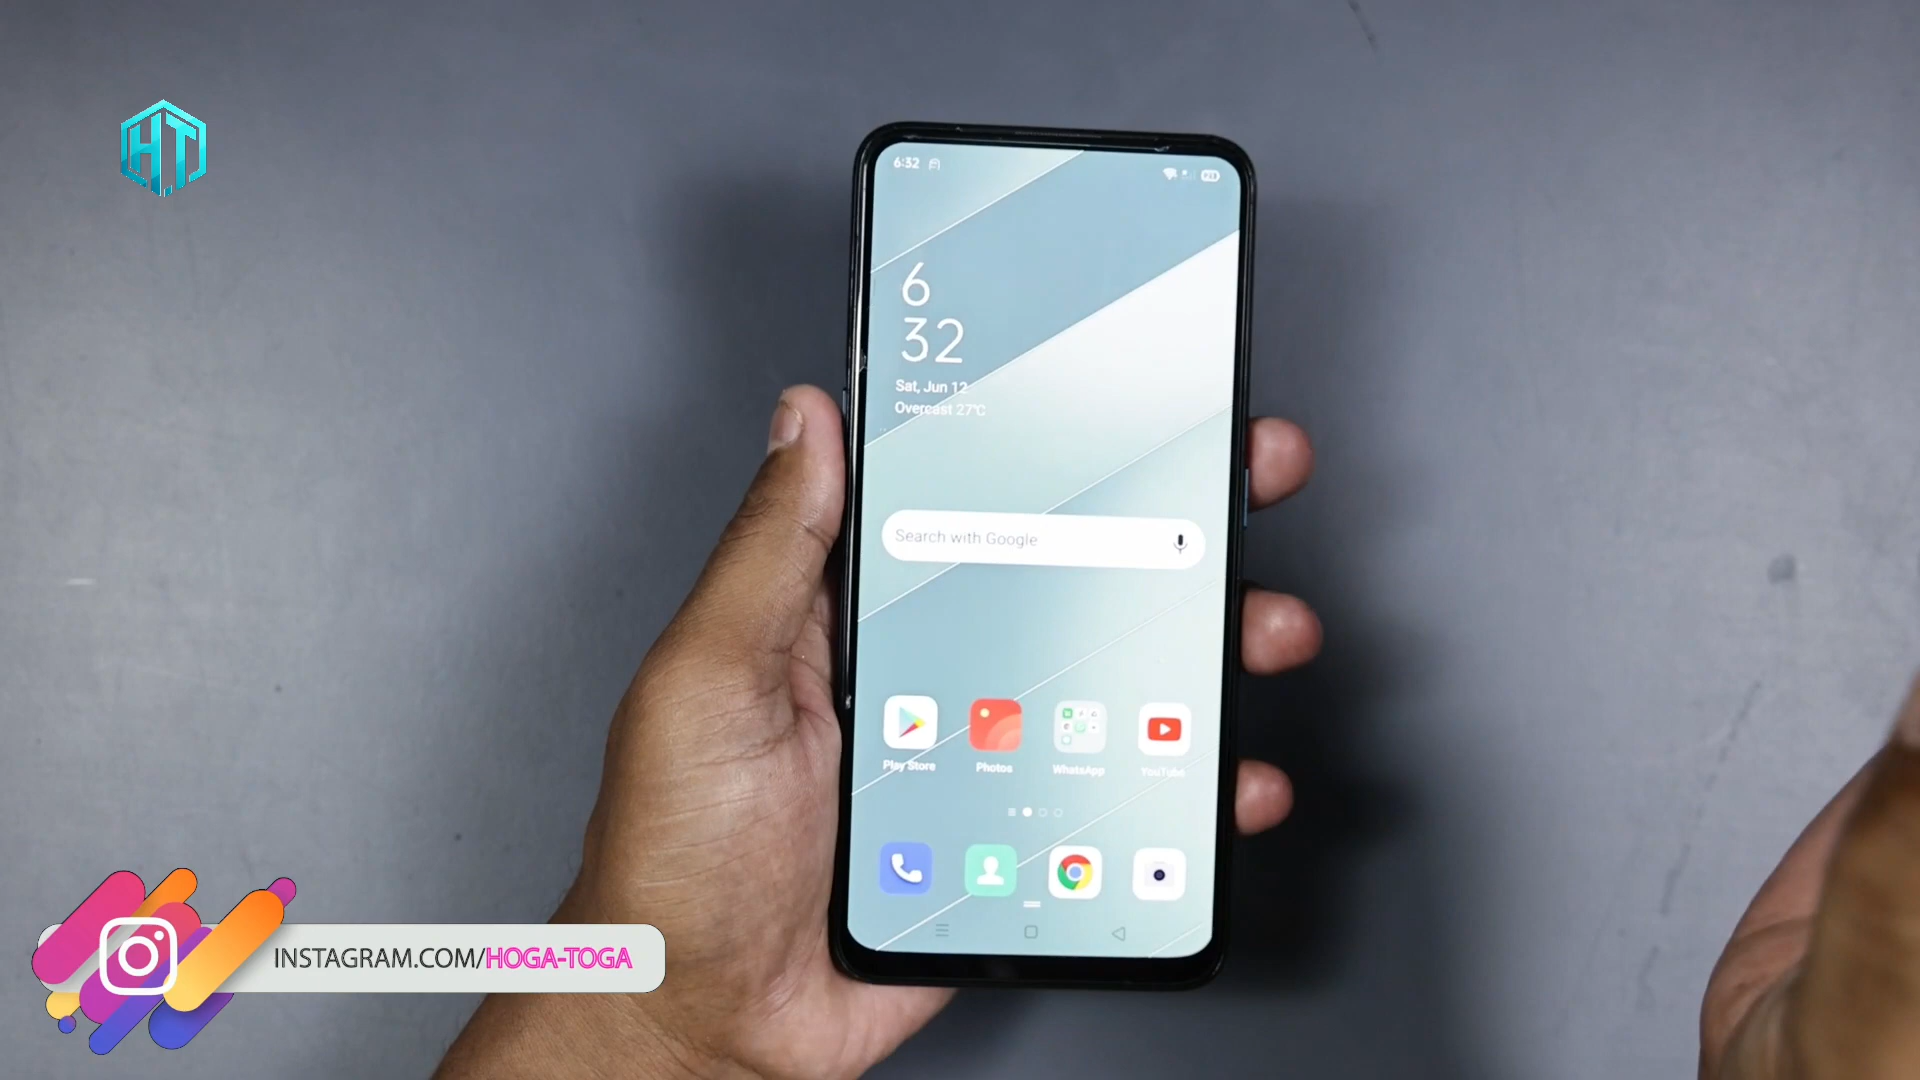 H.T
6:32
6
32
Sat, Jun 12
Overcast 27°C
Search with Google
Play Store
Photos
WhatsApp
YouTube
INSTAGRAM.COM/HOGA-TOGA